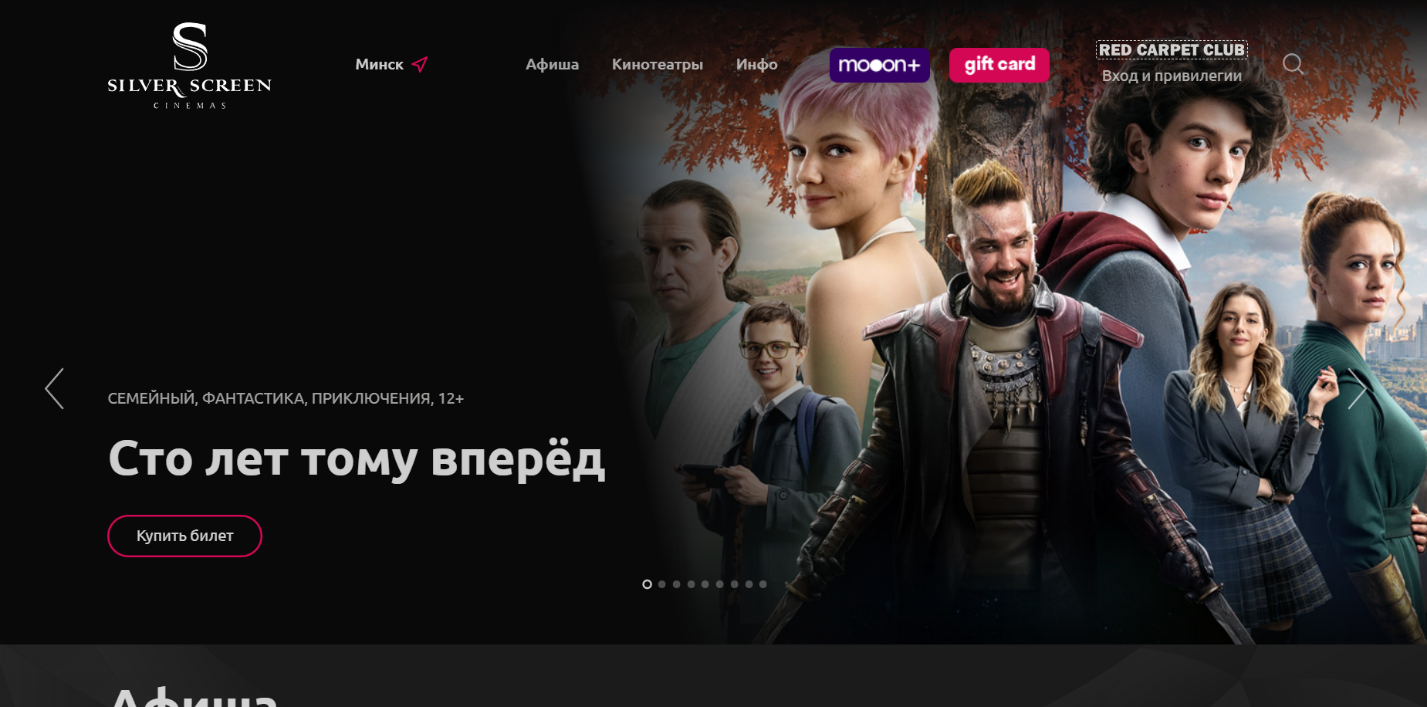 SILVER SCREEN
CINEMAS
Минск
Афиша
Кинотеатры
Инфо
mooon+
gift card
RED CARPET CLUB
Вход и привилегии
СЕМЕЙНЫЙ, ФАНТАСТИКА, ПРИКЛЮЧЕНИЯ, 12+
Сто лет тому вперёд
Купить билет
Афиша